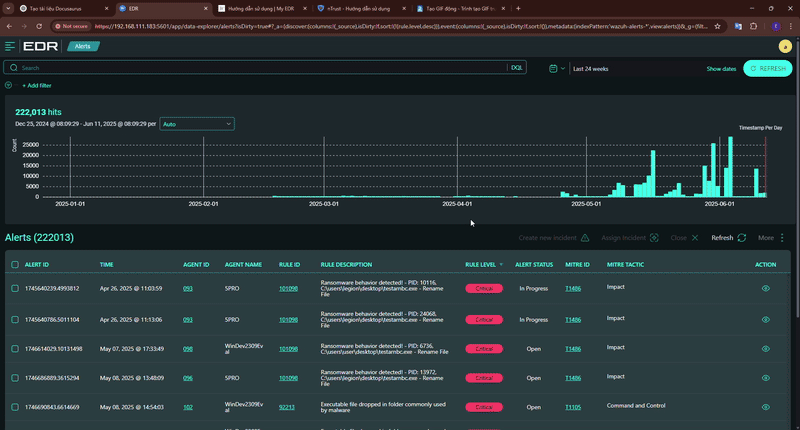 Tạo tài liệu Docusaurus
EDR
Hướng dẫn sử dụng | My EDR
+Trust - Hướng dẫn sử dụng
Tạo GIF động - Trình tạo GIF tr
Not secure
https://192.168.111.183:5601/app/data-explorer/alerts?isDirty=true#?_a=(discover:(columns:!(_source),isDirty:!f,sort:!(!(rule.level,desc))),event:(columns:!(_source),isDirty:!f,sort:!()),metadata:(indexPattern:'wazuh-alerts-*',view:alerts))&_g=(filt...
EDR
Alerts
a
Search
DQL
Last 24 weeks
Show dates
REFRESH
+ Add filter
222,013 hits
Dec 25, 2024 @ 08:09:29 - Jun 11, 2025 @ 08:09:29 per
Auto
Timestamp Per Day
Count
25000
20000
15000
10000
5000
0
2025-01-01
2025-02-01
2025-03-01
2025-04-01
2025-05-01
2025-06-01
Alerts (222013)
Create new incident
Assign Incident
Close
Refresh
More
ALERT ID
TIME
AGENT ID
AGENT NAME
RULE ID
RULE DESCRIPTION
RULE LEVEL
ALERT STATUS
MITRE ID
MITRE TACTIC
ACTION
1745640239.4993812
Apr 26, 2025 @ 11:03:59
093
5PRO
101098
Ransomware behavior detected! - PID: 10116,
C:\users\legion\desktop\testarmbc.exe - Rename
File
Critical
In Progress
T1486
Impact
1745640786.5011104
Apr 26, 2025 @ 11:13:06
093
5PRO
101098
Ransomware behavior detected! - PID: 24068,
C:\users\legion\desktop\testarmbc.exe - Rename
File
Critical
In Progress
T1486
Impact
1746614029.10131498
May 07, 2025 @ 17:33:49
098
WinDev2309Ev
al
101098
Ransomware behavior detected! - PID: 6736,
C:\users\user\desktop\testambc.exe - Rename File
Critical
Open
T1486
Impact
1746686889.3615294
May 08, 2025 @ 13:48:09
096
5PRO
101098
Ransomware behavior detected! - PID: 13972,
C:\users\legion\desktop\testambc.exe - Rename
File
Critical
Open
T1486
Impact
1746690843.6614669
May 08, 2025 @ 14:54:03
102
WinDev2309Ev
al
92213
Executable file dropped in folder commonly used
by malware
Critical
Open
T1105
Command and Control